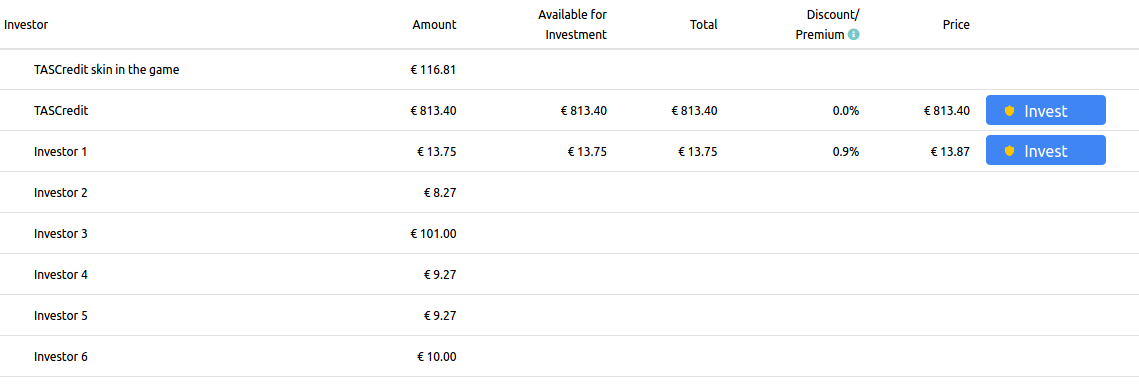 Investor Amount Available for Investment Total Discount/ Premium Price
TASCredit skin in the game € 116.81
TASCredit € 813.40 € 813.40 € 813.40 0.0% € 813.40 Invest
Investor 1 € 13.75 € 13.75 € 13.75 0.9% € 13.87 Invest
Investor 2 € 8.27
Investor 3 € 101.00
Investor 4 € 9.27
Investor 5 € 9.27
Investor 6 € 10.00